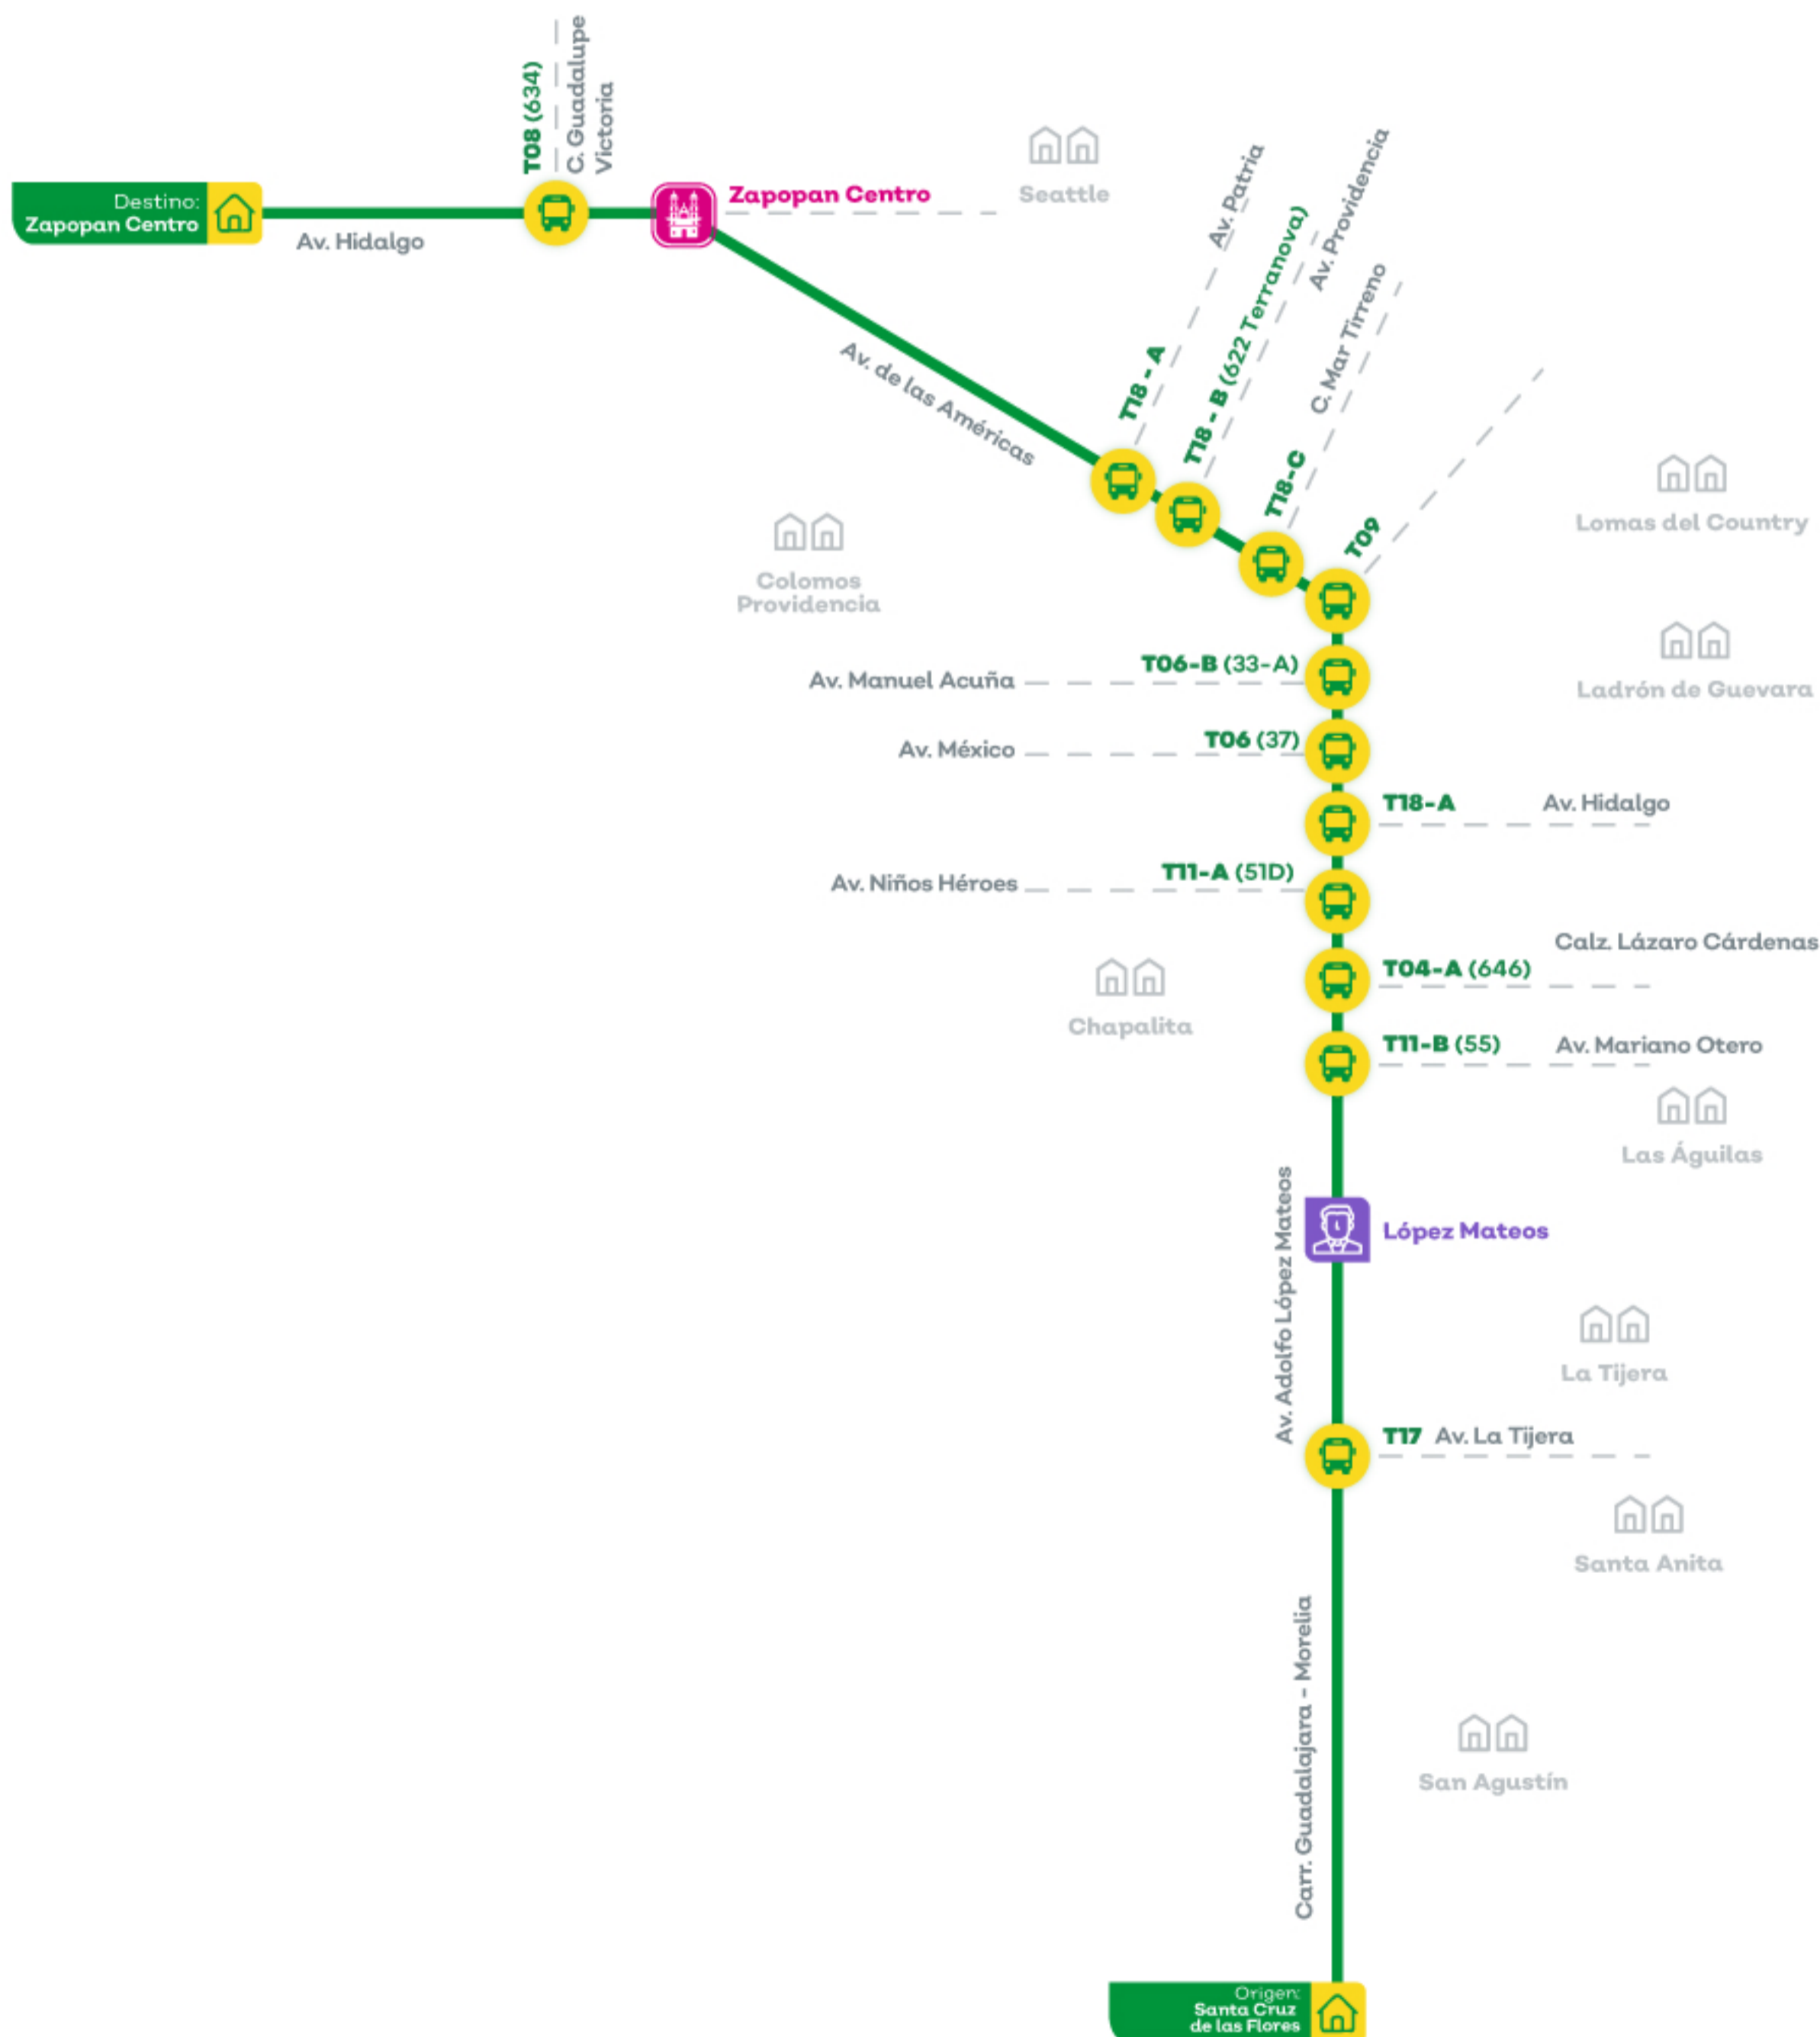 T08 (634)
C. Guadalupe
Victoria
Destino:
Zapopan Centro
Av. Hidalgo
Zapopan Centro
Seattle
Av. de las Américas
T18 - A
Av. Patria
T18 - B (622 Terranova)
Av. Providencia
T18-C
C. Mar Tirreno
T09
Lomas del Country
Colomos
Providencia
T06-B (33-A)
Av. Manuel Acuña
Ladrón de Guevara
T06 (37)
Av. México
T18-A
Av. Hidalgo
T11-A (51D)
Av. Niños Héroes
Calz. Lázaro Cárdenas
T04-A (646)
Chapalita
T11-B (55)
Av. Mariano Otero
Las Águilas
Av. Adolfo López Mateos
López Mateos
La Tijera
T17 Av. La Tijera
Santa Anita
Carr. Guadalajara - Morelia
San Agustín
Origen:
Santa Cruz
de las Flores